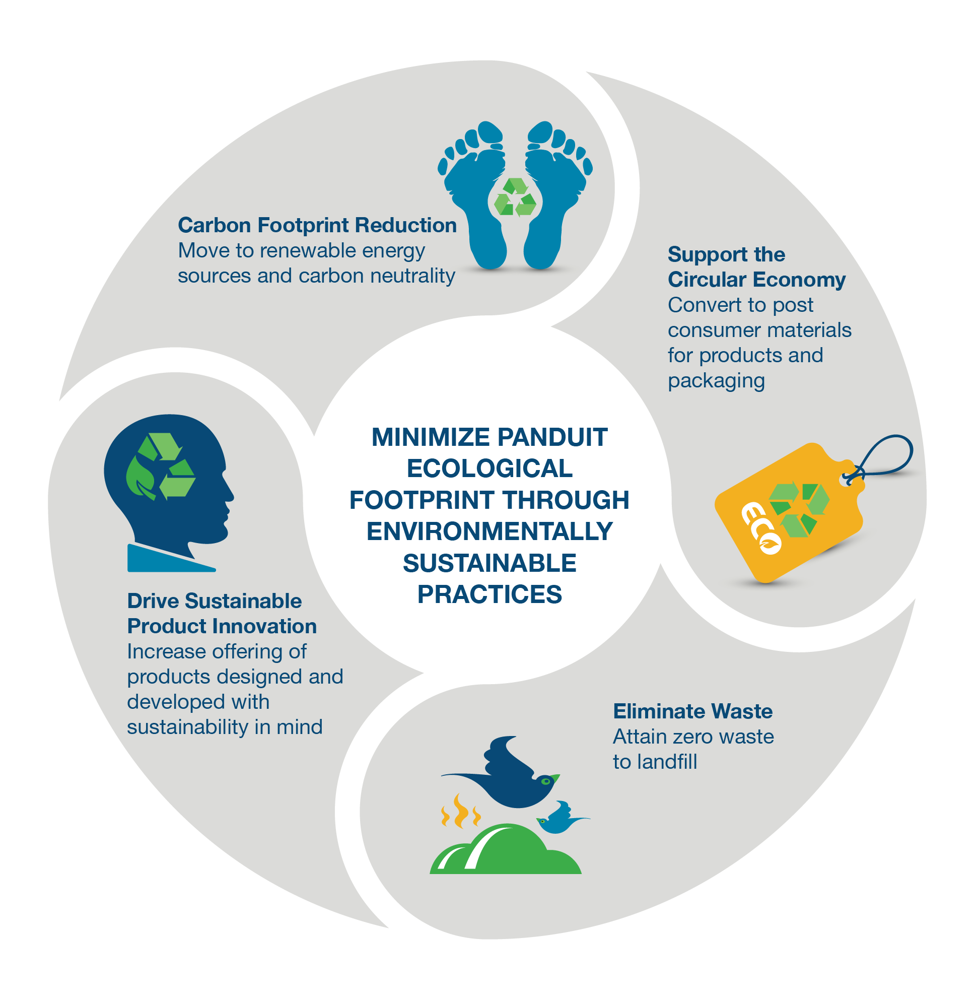 Carbon Footprint Reduction
Move to renewable energy
sources and carbon neutrality
Support the
Circular Economy
Convert to post
consumer materials
for products and
packaging
eco
MINIMIZE PANDUIT
ECOLOGICAL
FOOTPRINT THROUGH
ENVIRONMENTALLY
SUSTAINABLE
PRACTICES
Drive Sustainable
Product Innovation
Increase offering of
products designed and
developed with
sustainability in mind
Eliminate Waste
Attain zero waste
to landfill